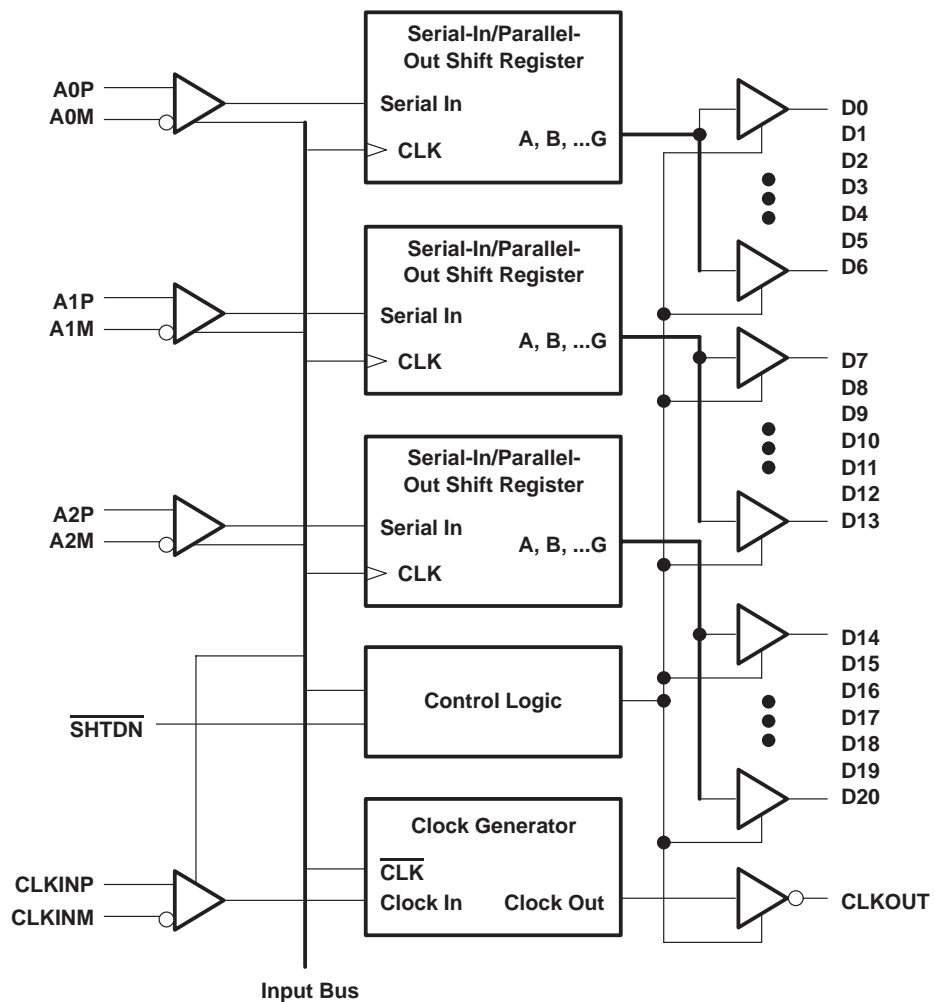 Serial-In/Parallel-
Out Shift Register
A0P
A0M
Serial In
CLK
A, B, ...G
D0
D1
D2
D3
D4
D5
D6
Serial-In/Parallel-
Out Shift Register
A1P
A1M
Serial In
CLK
A, B, ...G
D7
D8
D9
D10
D11
D12
D13
Serial-In/Parallel-
Out Shift Register
A2P
A2M
Serial In
CLK
A, B, ...G
D14
D15
D16
D17
D18
D19
D20
SHTDN
Control Logic
Clock Generator
CLKINP
CLKINM
CLK
Clock In
Clock Out
CLKOUT
Input Bus